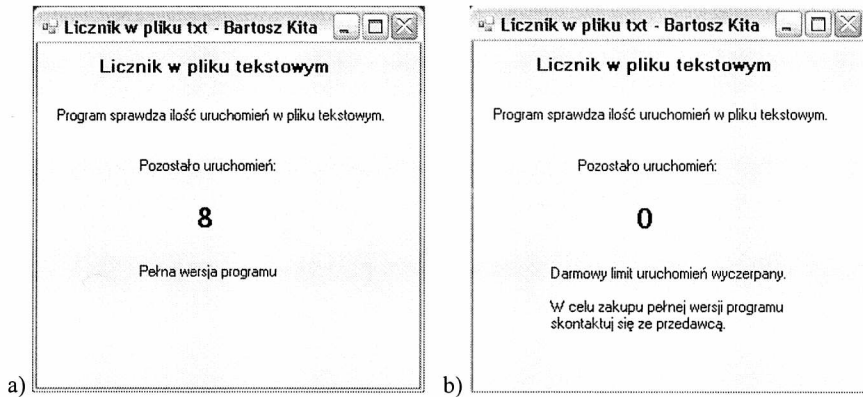 Licznik w pliku txt - Bartosz Kita
Licznik w pliku tekstowym
Program sprawdza ilość uruchomień w pliku tekstowym.
Pozostało uruchomień:
8
Pełna wersja programu
a)
Licznik w pliku txt - Bartosz Kita
Licznik w pliku tekstowym
Program sprawdza ilość uruchomień w pliku tekstowym.
Pozostało uruchomień:
0
Darmowy limit uruchomień wyczerpany.
W celu zakupu pełnej wersji programu
skontaktuj się ze przedawcą.
b)